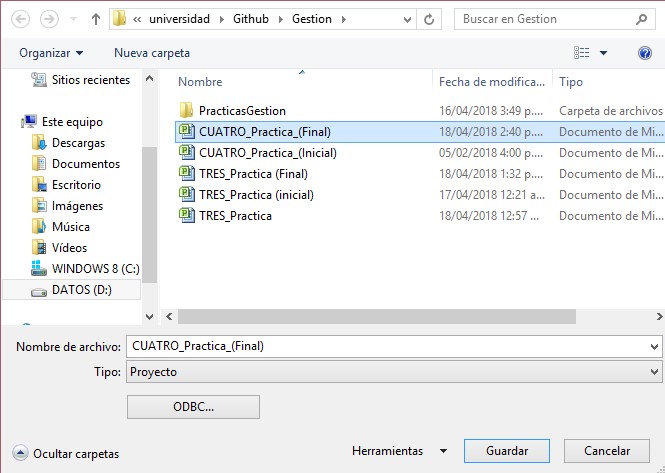 universidad Github Gestion Buscar en Gestion
Organizar Nueva carpeta
Nombre Fecha de modifica... Tipo
Sitios recientes
Este equipo
Descargas
Documentos
Escritorio
Imágenes
Música
Vídeos
WINDOWS 8 (C:)
DATOS (D:)
PracticasGestion 16/04/2018 3:49 p.... Carpeta de archivos
CUATRO_Practica_(Final) 18/04/2018 2:40 p.... Documento de Mi...
CUATRO_Practica_(Inicial) 05/02/2018 4:00 p.... Documento de Mi...
TRES_Practica (Final) 18/04/2018 1:32 p.... Documento de Mi...
TRES_Practica (inicial) 17/04/2018 12:21 a... Documento de Mi...
TRES_Practica 18/04/2018 12:57 ... Documento de Mi...
Nombre de archivo: CUATRO_Practica_(Final)
Tipo: Proyecto
ODBC...
Ocultar carpetas Herramientas Guardar Cancelar